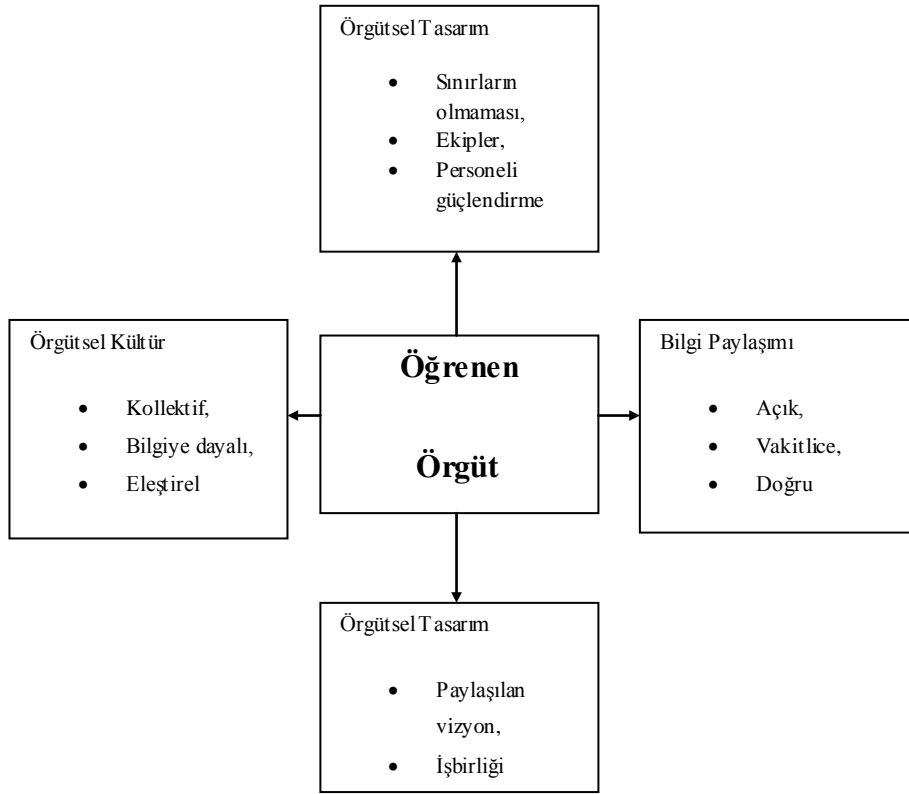 Örgütsel Tasarım
• Sınırların
olmaması,
• Ekipler,
• Personeli
güçlendirme
Örgütsel Kültür
• Kollektif,
• Bilgiye dayalı,
• Eleştirel
Öğrenen
Örgüt
Bilgi Paylaşımı
• Açık,
• Vakitlice,
• Doğru
Örgütsel Tasarım
• Paylaşılan
vizyon,
• İşbirliği